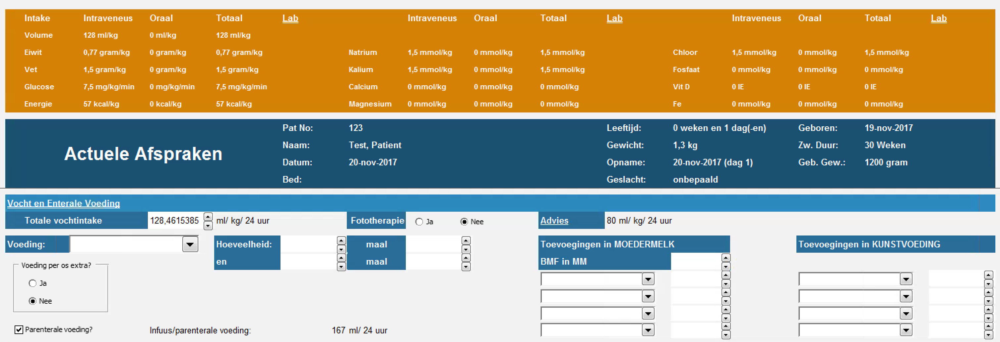 Intake Intraveneus Oraal Totaal Lab Intraveneus Oraal Totaal Lab Intraveneus Oraal Totaal Lab
Volume 128 ml/kg 0 ml/kg 128 ml/kg
Eiwit 0,77 gram/kg 0 gram/kg 0,77 gram/kg Natrium 1,5 mmol/kg 0 mmol/kg 1,5 mmol/kg Chloor 1,5 mmol/kg 0 mmol/kg 1,5 mmol/kg
Vet 1,5 gram/kg 0 gram/kg 1,5 gram/kg Kalium 1,5 mmol/kg 0 mmol/kg 1,5 mmol/kg Fosfaat 0 mmol/kg 0 mmol/kg 0 mmol/kg
Glucose 7,5 mg/kg/min 0 mg/kg/min 7,5 mg/kg/min Calcium 0 mmol/kg 0 mmol/kg 0 mmol/kg Vit D 0 IE 0 IE 0 IE
Energie 57 kcal/kg 0 kcal/kg 57 kcal/kg Magnesium 0 mmol/kg 0 mmol/kg 0 mmol/kg Fe 0 mmol/kg 0 mmol/kg 0 mmol/kg
Actuele Afspraken
Pat No: 123 Leeftijd: 0 weken en 1 dag(-en) Geboren: 19-nov-2017
Naam: Test, Patient Gewicht: 1,3 kg Zw. Duur: 30 Weken
Datum: 20-nov-2017 Opname: 20-nov-2017 (dag 1) Geb. Gew.: 1200 gram
Bed: Geslacht: onbepaald
Vocht en Enterale Voeding
Totale vochtintake 128,4615385 ml/ kg/ 24 uur Fototherapie Ja Nee Advies 80 ml/ kg/ 24 uur
Voeding: Hoeveelheid: maal Toevoegingen in MOEDERMELK Toevoegingen in KUNSTVOEDING
en maal BMF in MM
Voeding per os extra?
Ja
Nee
Parenterale voeding? Infuus/parenterale voeding: 167 ml/ 24 uur